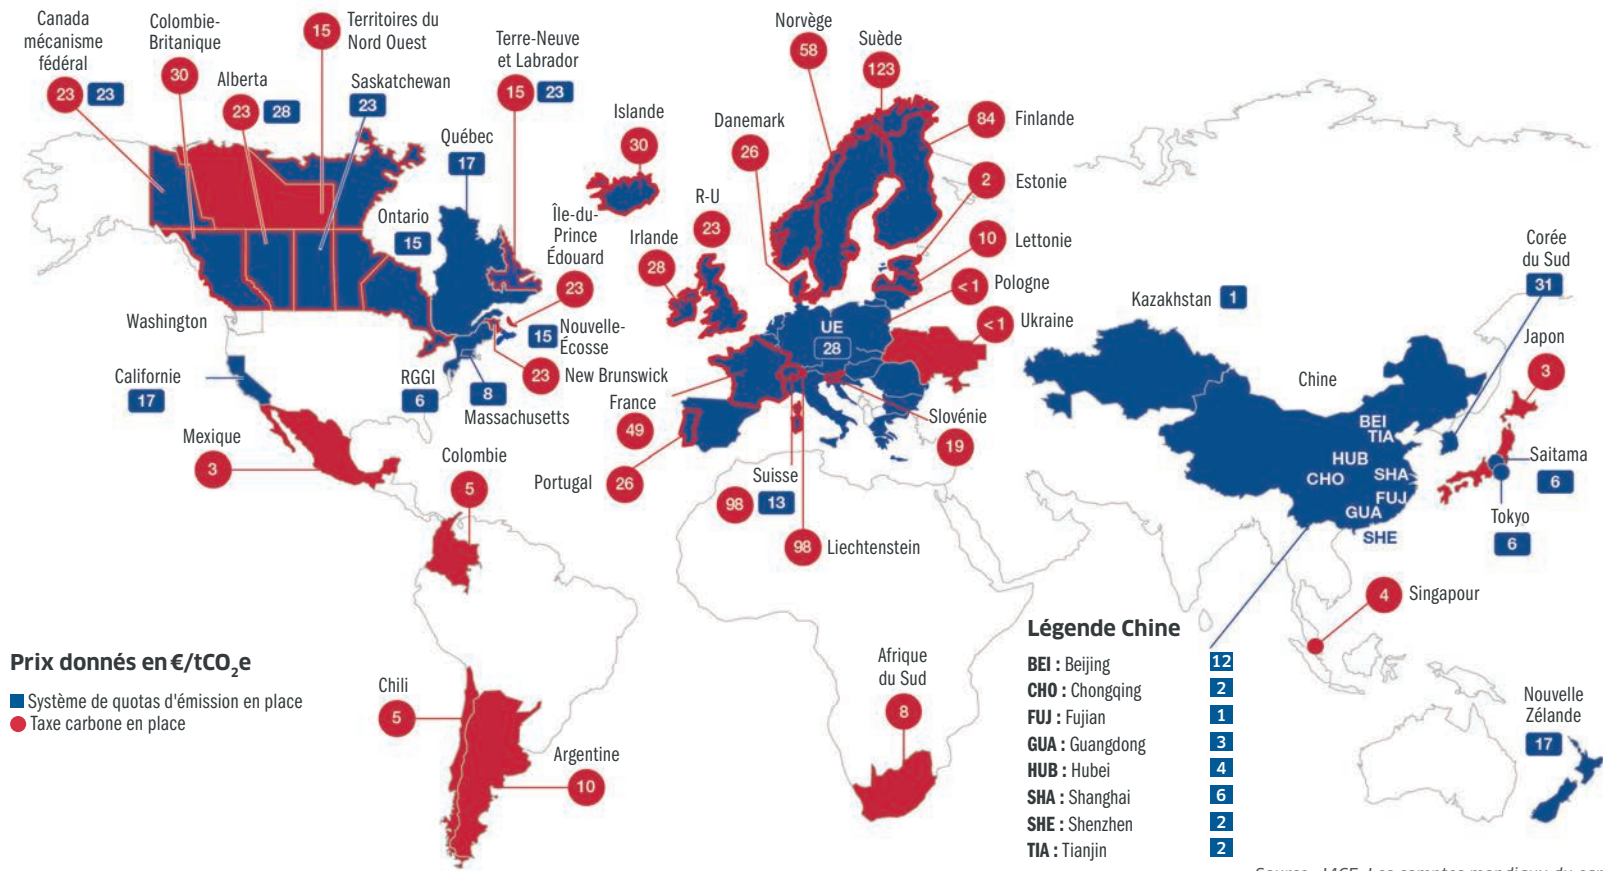 Canada
mécanisme
fédéral
23 23
Colombie-
Britanique
30
Alberta
23 28
15
Territoires du
Nord Ouest
Saskatchewan
23
Terre-Neuve
et Labrador
15 23
Québec
17
Ontario
15
Île-du-
Prince
Édouard
23
15
Nouvelle-
Écosse
23
New Brunswick
Washington
Californie
17
RGGI
6
8
Massachusetts
Mexique
3
Colombie
5
Chili
5
Argentine
10
Islande
30
R-U
23
Irlande
28
Danemark
26
Norvège
58
Suède
123
84
Finlande
2
Estonie
10
Lettonie
<1
Pologne
<1
Ukraine
UE
28
France
49
Portugal
26
Suisse
98 13
98
Liechtenstein
Slovénie
19
Afrique
du Sud
8
Kazakhstan
1
Chine
BEI
TIA
HUB
CHO
SHA
FUJ
GUA
SHE
Corée
du Sud
31
Japon
3
Saitama
6
Tokyo
6
4
Singapour
Nouvelle
Zélande
17
Prix donnés en €/tCO₂e
Système de quotas d'émission en place
Taxe carbone en place
Légende Chine
BEI : Beijing 12
CHO : Chongqing 2
FUJ : Fujian 1
GUA : Guangdong 3
HUB : Hubei 4
SHA : Shanghai 6
SHE : Shenzhen 2
TIA : Tianjin 2